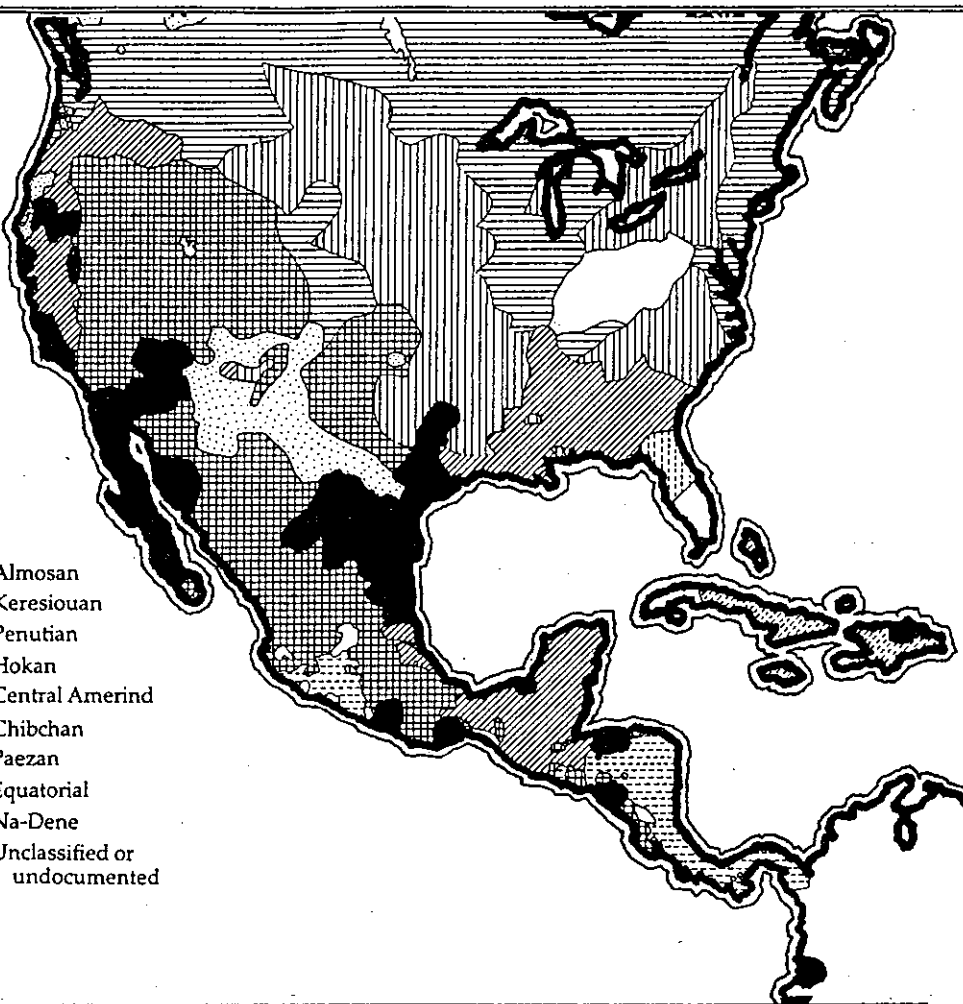 Almosan
Keresiouan
Penutian
Hokan
Central Amerind
Chibchan
Paezan
Equatorial
Na-Dene
Unclassified or
undocumented